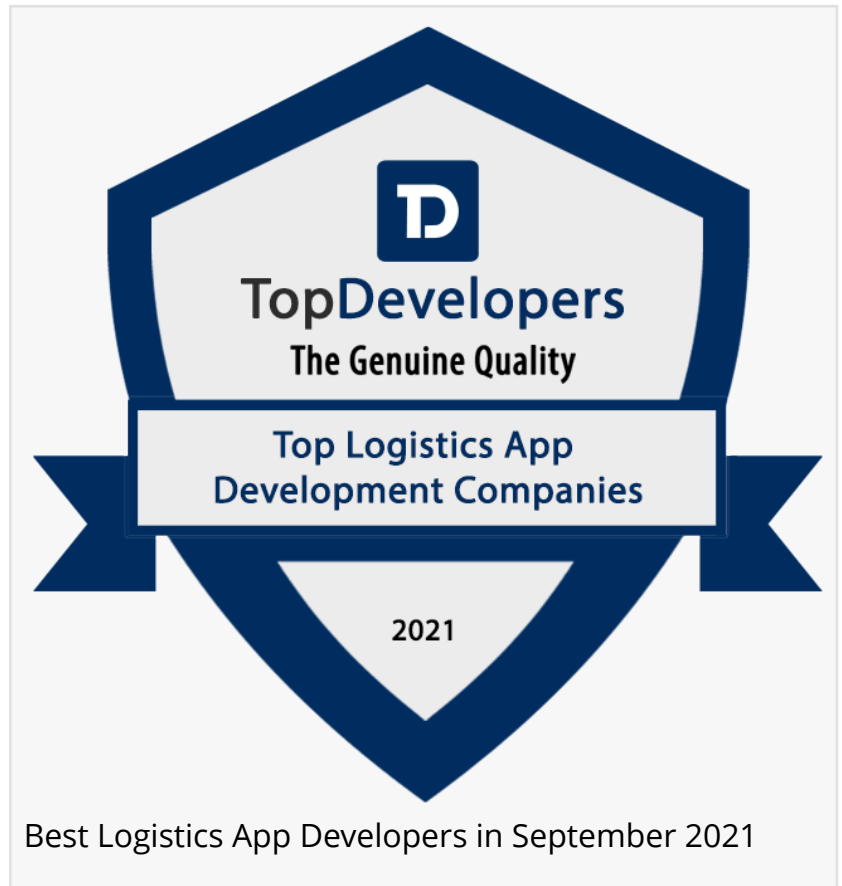 TD
TopDevelopers
The Genuine Quality
Top Logistics App
Development Companies
2021
Best Logistics App Developers in September 2021